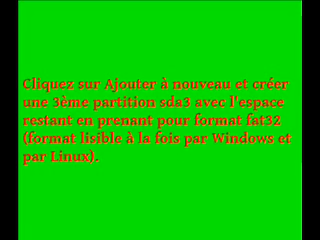 Cliquez sur Ajouter à nouveau et créer
une 3ème partition sda3 avec l'espace
restant en prenant pour format fat32
(format lisible à la fois par Windows et
par Linux).